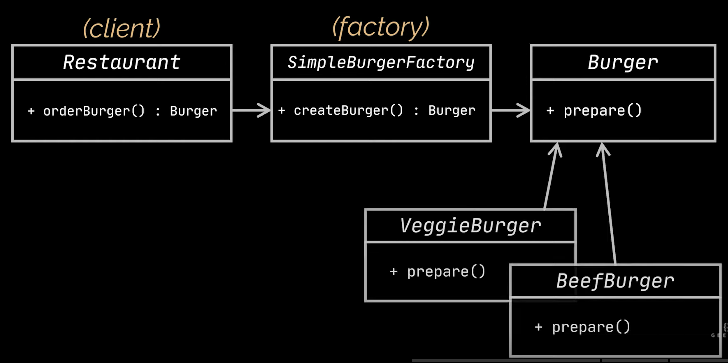 (client)
(factory)
Restaurant
+ orderBurger() : Burger
SimpleBurgerFactory
+ createBurger() : Burger
Burger
+ prepare()
VeggieBurger
+ prepare()
BeefBurger
+ prepare()